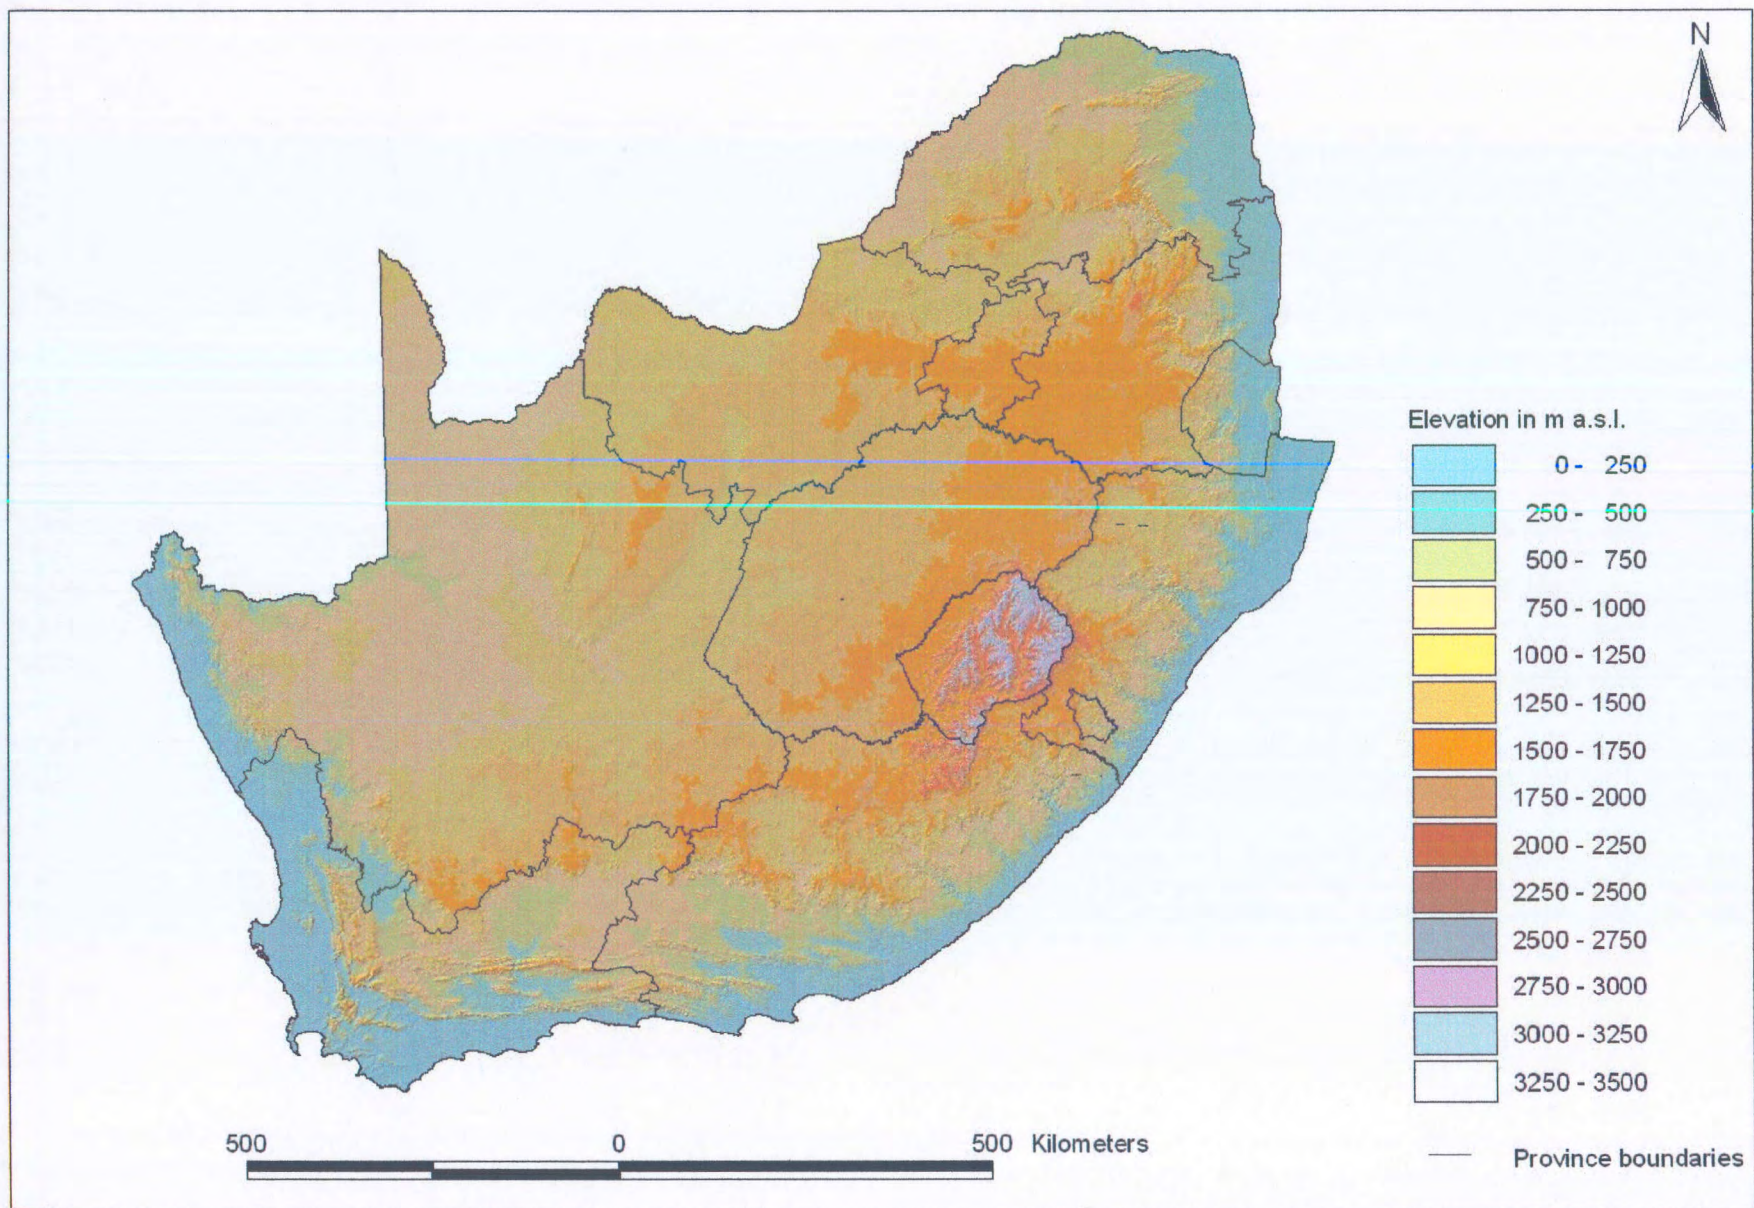 N
Elevation in m a.s.l.
0 - 250
250 - 500
500 - 750
750 - 1000
1000 - 1250
1250 - 1500
1500 - 1750
1750 - 2000
2000 - 2250
2250 - 2500
2500 - 2750
2750 - 3000
3000 - 3250
3250 - 3500
Province boundaries
500 0 500 Kilometers